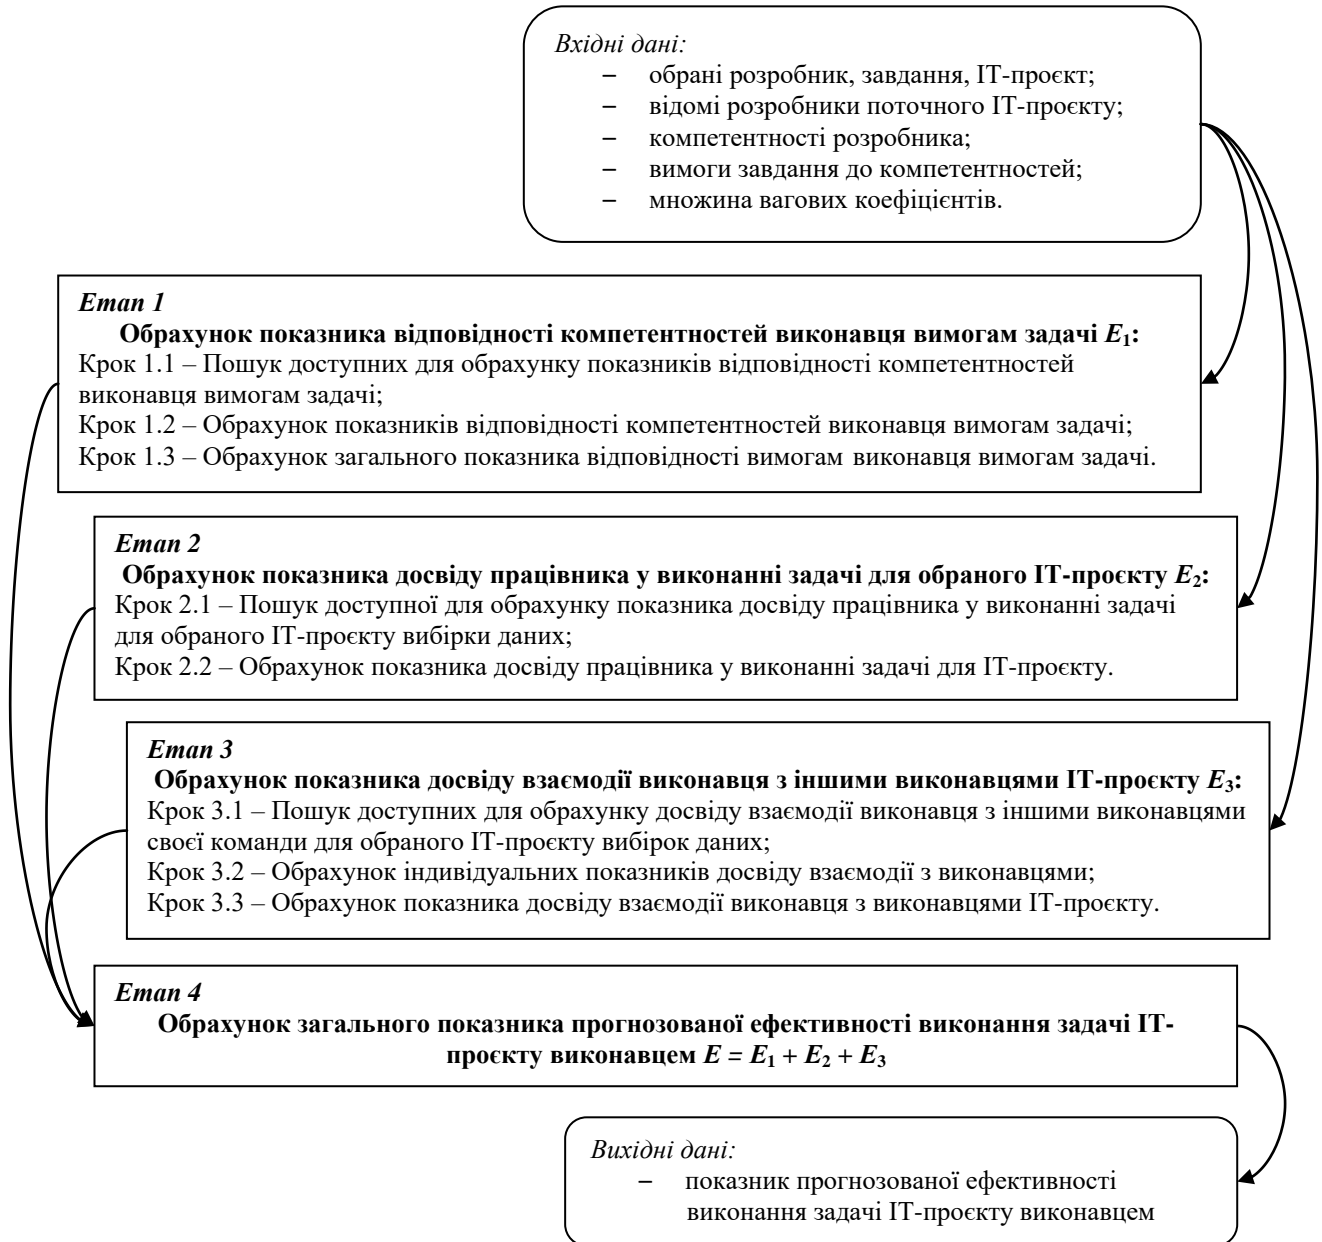 Вхідні дані:
– обрані розробник, завдання, ІТ-проєкт;
– відомі розробники поточного ІТ-проєкту;
– компетентності розробника;
– вимоги завдання до компетентностей;
– множина вагових коефіцієнтів.
Етап 1
Обрахунок показника відповідності компетентностей виконавця вимогам задачі E₁:
Крок 1.1 – Пошук доступних для обрахунку показників відповідності компетентностей
виконавця вимогам задачі;
Крок 1.2 – Обрахунок показників відповідності компетентностей виконавця вимогам задачі;
Крок 1.3 – Обрахунок загального показника відповідності вимогам виконавця вимогам задачі.
Етап 2
Обрахунок показника досвіду працівника у виконанні задачі для обраного ІТ-проєкту E₂:
Крок 2.1 – Пошук доступної для обрахунку показника досвіду працівника у виконанні задачі
для обраного ІТ-проєкту вибірки даних;
Крок 2.2 – Обрахунок показника досвіду працівника у виконанні задачі для ІТ-проєкту.
Етап 3
Обрахунок показника досвіду взаємодії виконавця з іншими виконавцями ІТ-проєкту E₃:
Крок 3.1 – Пошук доступних для обрахунку досвіду взаємодії виконавця з іншими виконавцями
своєї команди для обраного ІТ-проєкту вибірок даних;
Крок 3.2 – Обрахунок індивідуальних показників досвіду взаємодії з виконавцями;
Крок 3.3 – Обрахунок показника досвіду взаємодії виконавця з виконавцями ІТ-проєкту.
Етап 4
Обрахунок загального показника прогнозованої ефективності виконання задачі ІТ-
проєкту виконавцем E = E₁ + E₂ + E₃
Вихідні дані:
– показник прогнозованої ефективності
виконання задачі ІТ-проєкту виконавцем